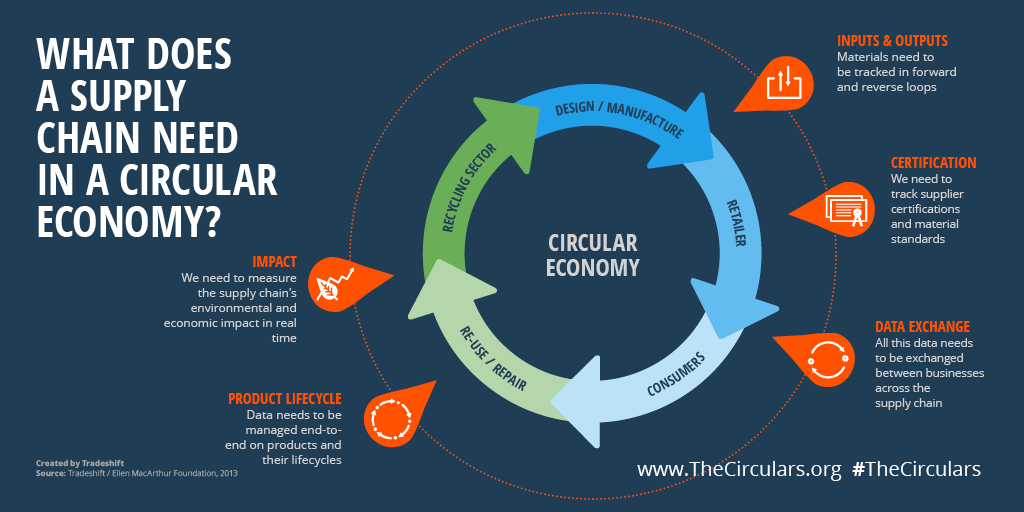 WHAT DOES
A SUPPLY
CHAIN NEED
IN A CIRCULAR
ECONOMY?
INPUTS & OUTPUTS
Materials need to
be tracked in forward
and reverse loops
CERTIFICATION
We need to
track supplier
certifications
and material
standards
DATA EXCHANGE
All this data needs
to be exchanged
between businesses
across the
supply chain
PRODUCT LIFECYCLE
Data needs to be
managed end-to-
end on products and
their lifecycles
IMPACT
We need to measure
the supply chain's
environmental and
economic impact in real
time
DESIGN / MANUFACTURE
RETAILER
CONSUMERS
RE-USE / REPAIR
RECYCLING SECTOR
CIRCULAR
ECONOMY
Created by Tradeshift
Source: Tradeshift / Ellen MacArthur Foundation, 2013
www.TheCirculars.org #TheCirculars